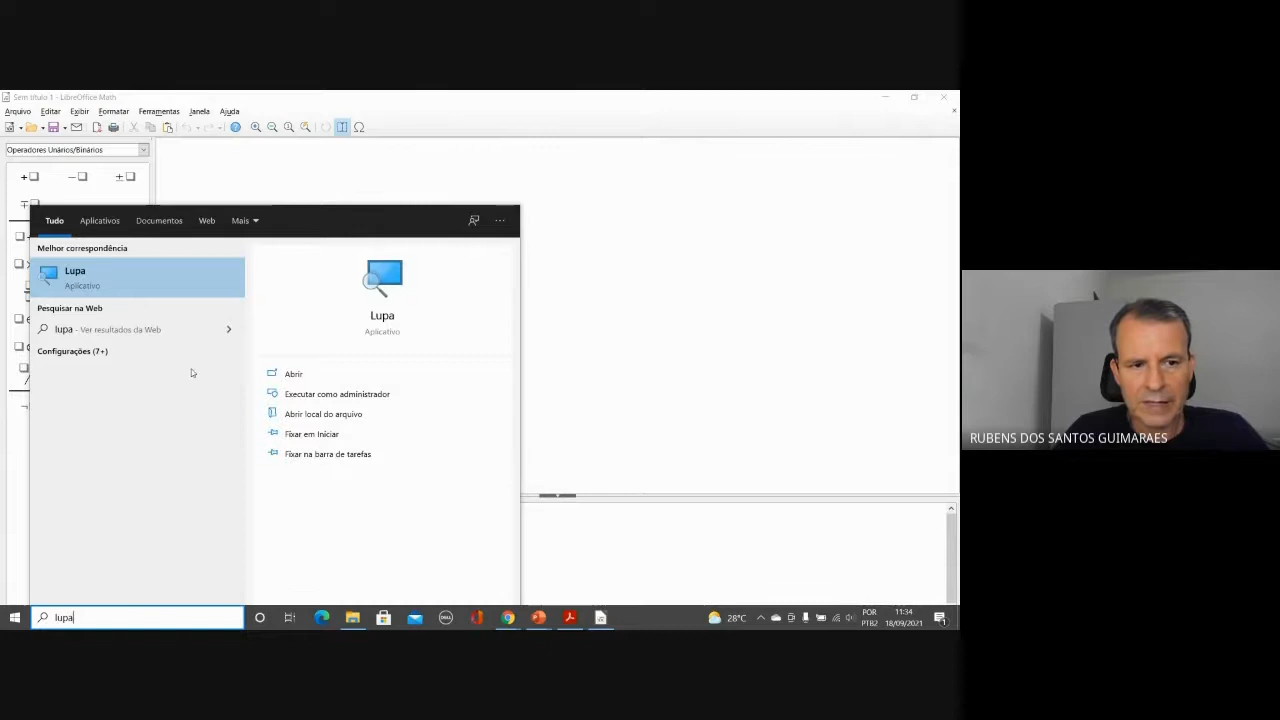 Sem título 1 - LibreOffice Math
Arquivo Editar Exibir Formatar Ferramentas Janela Ajuda
Operadores Unários/Binários
Tudo Aplicativos Documentos Web Mais
Melhor correspondência
Lupa
Aplicativo
Pesquisar na Web
lupa - Ver resultados da Web
Configurações (7+)
Lupa
Aplicativo
Abrir
Executar como administrador
Abrir local do arquivo
Fixar em Iniciar
Fixar na barra de tarefas
lupa
28°C
POR
PTB2
11:34
18/09/2021
RUBENS DOS SANTOS GUIMARAES